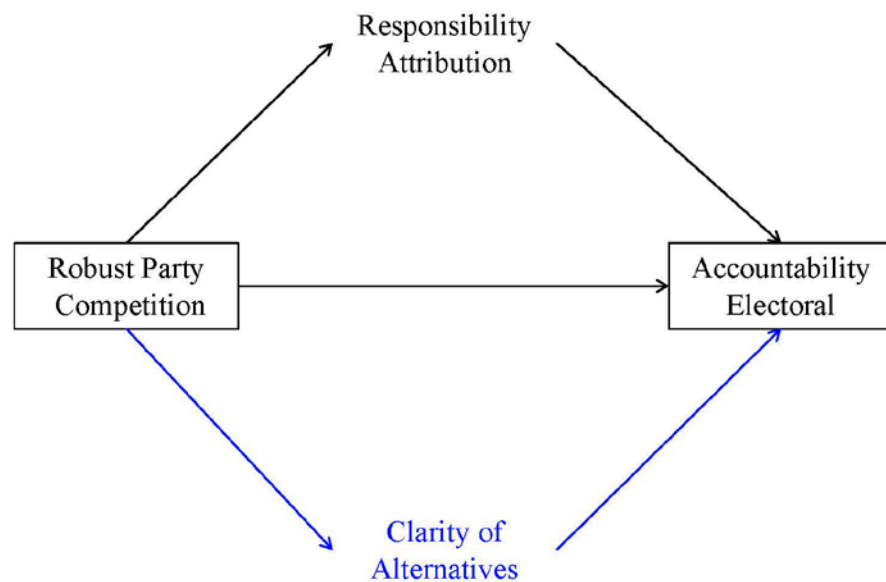 Responsibility
Attribution
Robust Party
Competition
Accountability
Electoral
Clarity of
Alternatives